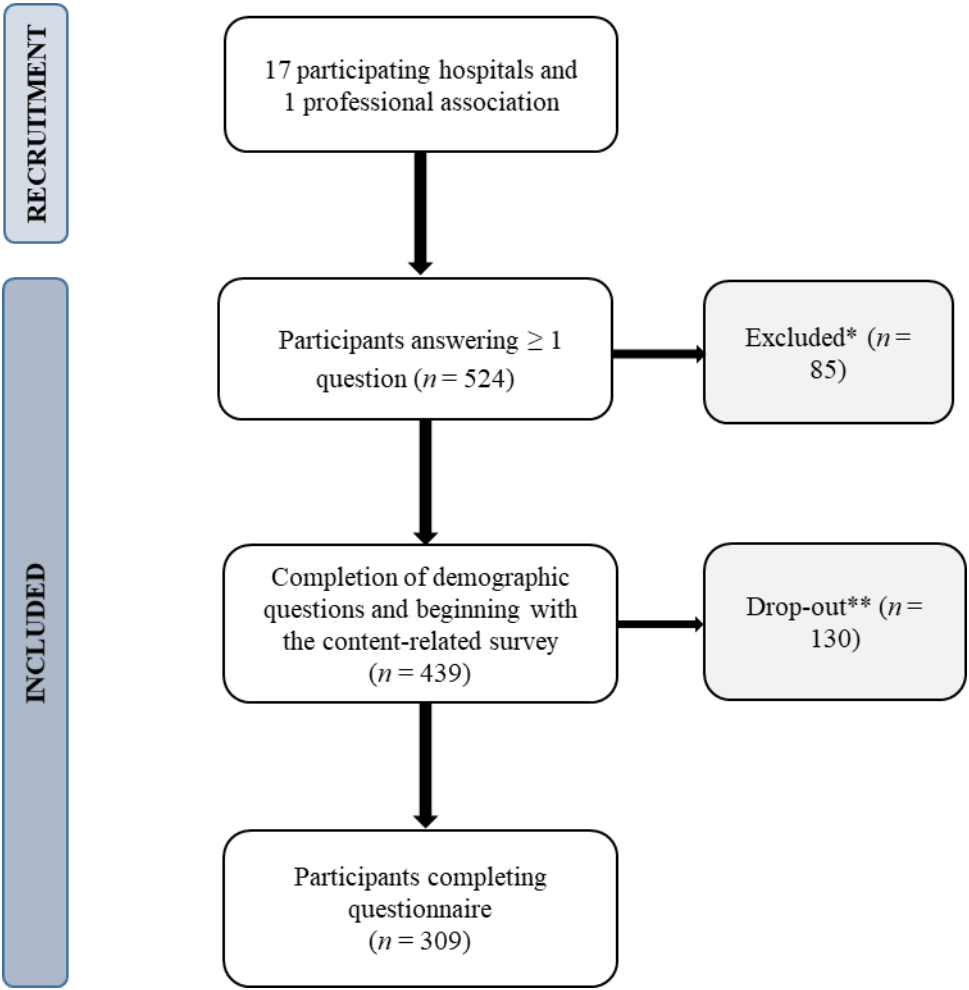 RECRUITMENT
17 participating hospitals and
1 professional association
INCLUDED
Participants answering ≥ 1
question (n = 524)
Excluded* (n =
85)
Completion of demographic
questions and beginning with
the content-related survey
(n = 439)
Drop-out** (n =
130)
Participants completing
questionnaire
(n = 309)